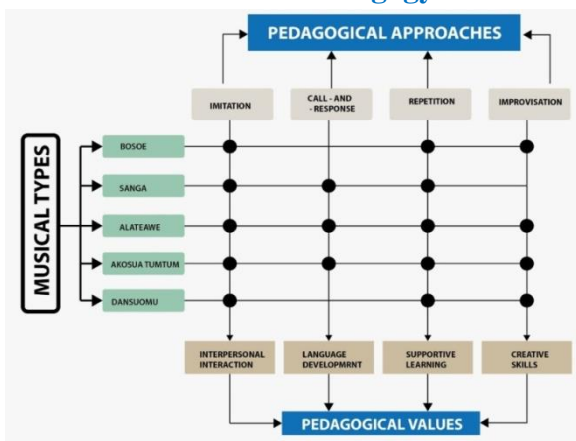 PEDAGOGICAL APPROACHES
IMITATION
CALL - AND
- RESPONSE
REPETITION
IMPROVISATION
MUSICAL TYPES
BOSOE
SANGA
ALATEAWE
AKOSUA TUMTUM
DANSUOMU
INTERPERSONAL
INTERACTION
LANGUAGE
DEVELOPMRNT
SUPPORTIVE
LEARNING
CREATIVE
SKILLS
PEDAGOGICAL VALUES